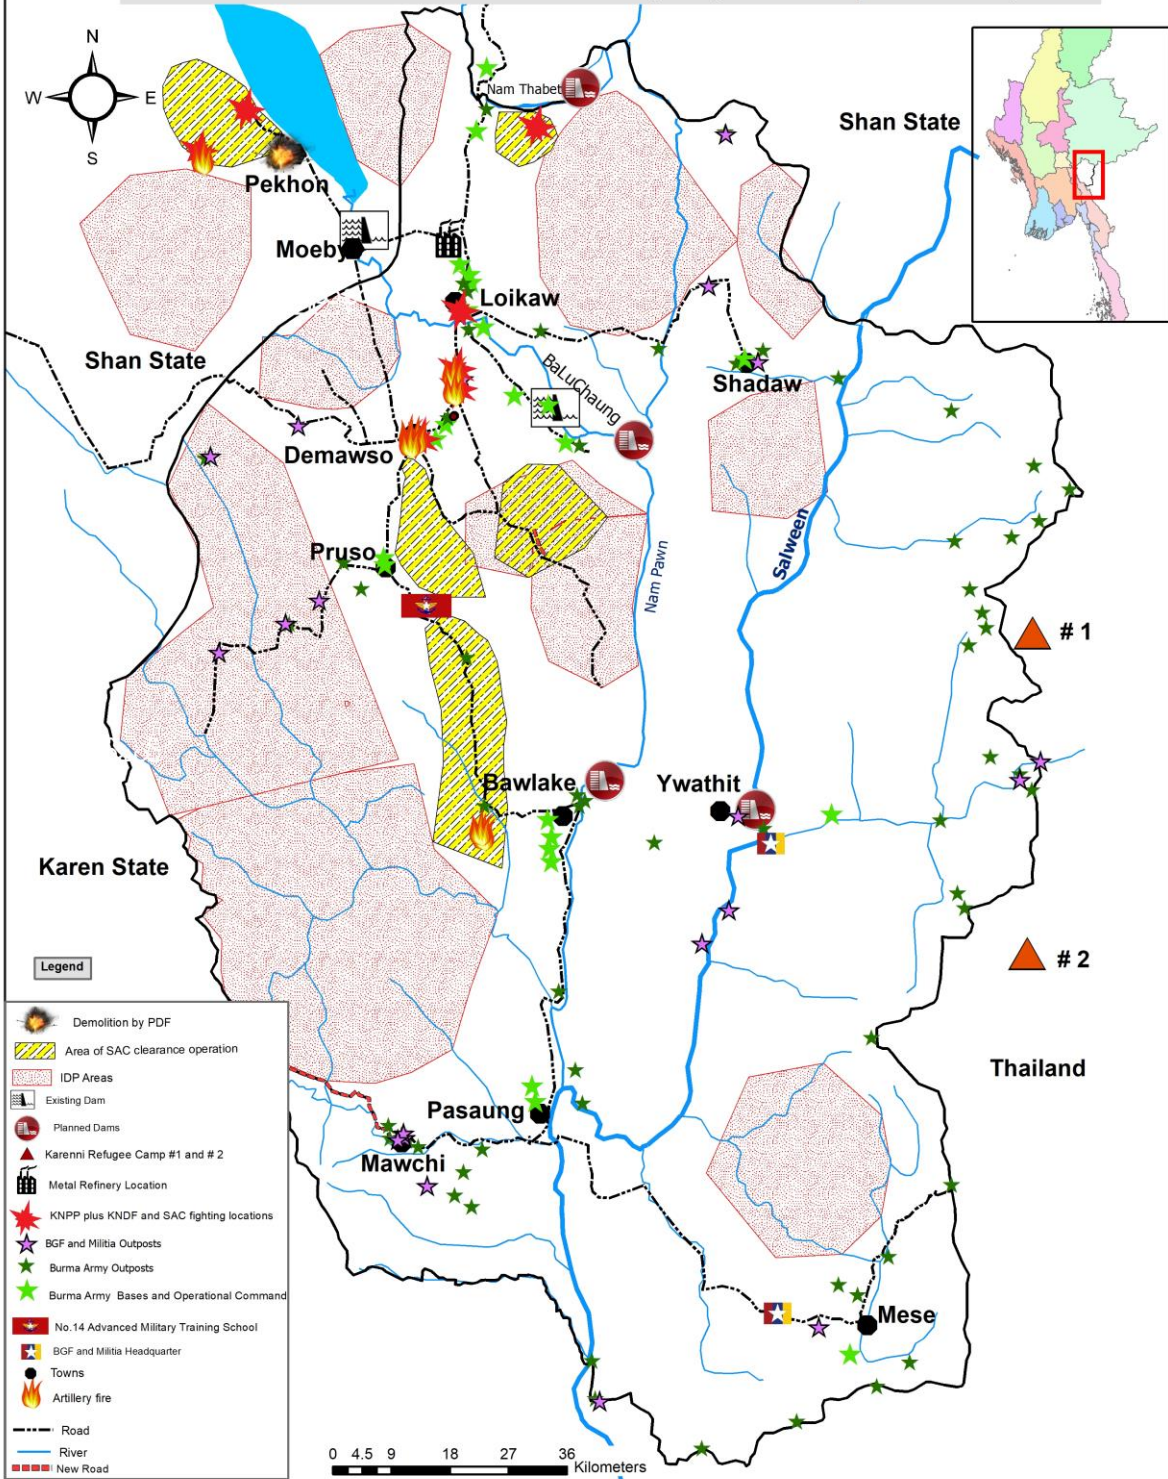 N
W
E
S
Nam Thabet
Shan State
Pekhon
Moeby
Loikaw
Shan State
BaLuChaung
Shadaw
Demawso
Salween
Pruso
Nam Pawn
# 1
Bawlake
Ywathit
Karen State
# 2
Legend
Demolition by PDF
Area of SAC clearance operation
IDP Areas
Existing Dam
Planned Dams
Karenni Refugee Camp #1 and # 2
Metal Refinery Location
KNPP plus KNDF and SAC fighting locations
BGF and Militia Outposts
Burma Army Outposts
Burma Army Bases and Operational Command
No.14 Advanced Military Training School
BGF and Militia Headquarter
Towns
Artillery fire
Road
River
New Road
Thailand
Pasaung
Mawchi
Mese
0 4.5 9 18 27 36
Kilometers